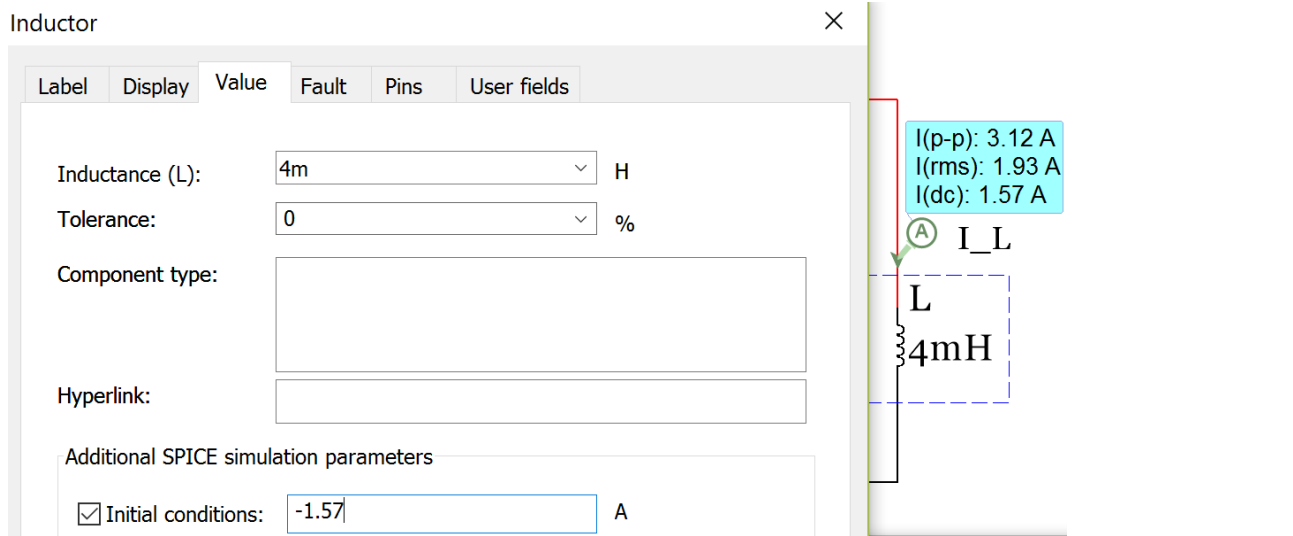 Inductor
Label Display Value Fault Pins User fields
Inductance (L): 4m H
Tolerance: 0 %
Component type:
Hyperlink:
Additional SPICE simulation parameters
Initial conditions: -1.57 A
I(p-p): 3.12 A
I(rms): 1.93 A
I(dc): 1.57 A
A I_L
L
4mH